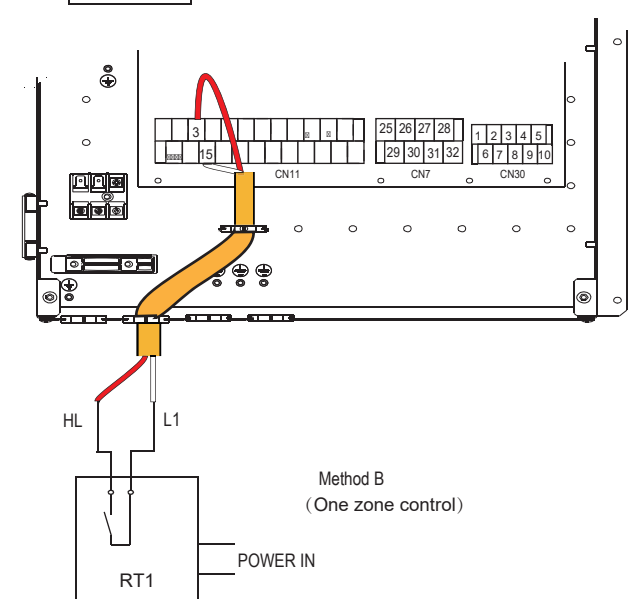 3
15
CN11
25 26 27 28
29 30 31 32
CN7
1 2 3 4 5
6 7 8 9 10
CN30
HL
L1
Method B
（One zone control）
POWER IN
RT1